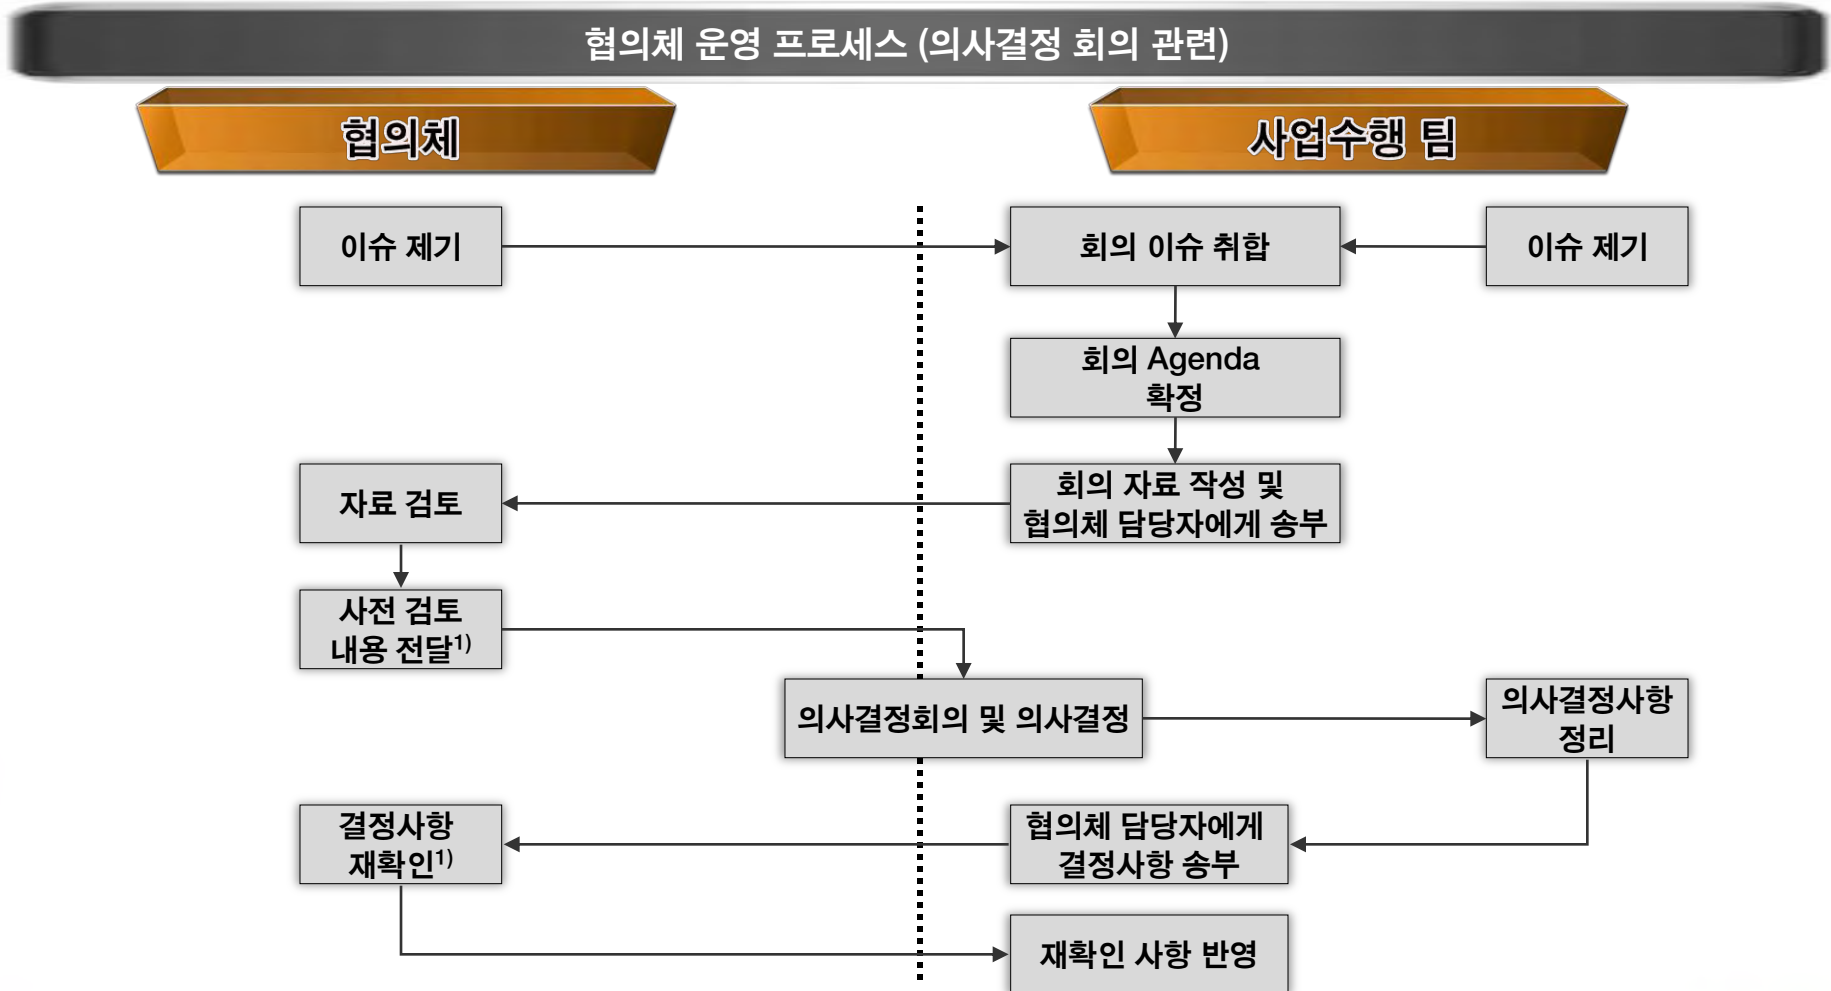 협의체 운영 프로세스 (의사결정 회의 관련)
협의체
사업수행 팀
이슈 제기
회의 이슈 취합
이슈 제기
회의 Agenda
확정
자료 검토
회의 자료 작성 및
협의체 담당자에게 송부
사전 검토
내용 전달1)
의사결정회의 및 의사결정
의사결정사항
정리
결정사항
재확인1)
협의체 담당자에게
결정사항 송부
재확인 사항 반영